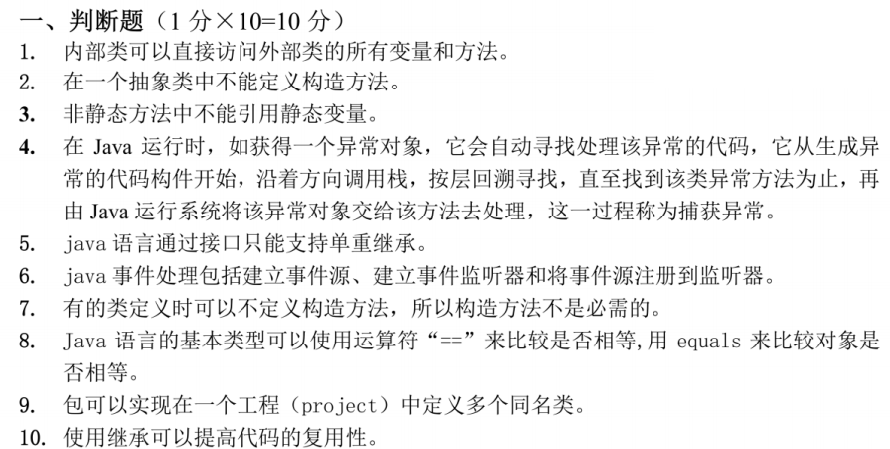 一、判断题（1 分×10=10 分）
1. 内部类可以直接访问外部类的所有变量和方法。
2. 在一个抽象类中不能定义构造方法。
3. 非静态方法中不能引用静态变量。
4. 在 Java 运行时，如获得一个异常对象，它会自动寻找处理该异常的代码，它从生成异
常的代码构件开始，沿着方向调用栈，按层回溯寻找，直至找到该类异常方法为止，再
由 Java 运行系统将该异常对象交给该方法去处理，这一过程称为捕获异常。
5. java 语言通过接口只能支持单重继承。
6. java 事件处理包括建立事件源、建立事件监听器和将事件源注册到监听器。
7. 有的类定义时可以不定义构造方法，所以构造方法不是必需的。
8. Java 语言的基本类型可以使用运算符“==”来比较是否相等,用 equals 来比较对象是
否相等。
9. 包可以实现在一个工程（project）中定义多个同名类。
10. 使用继承可以提高代码的复用性。